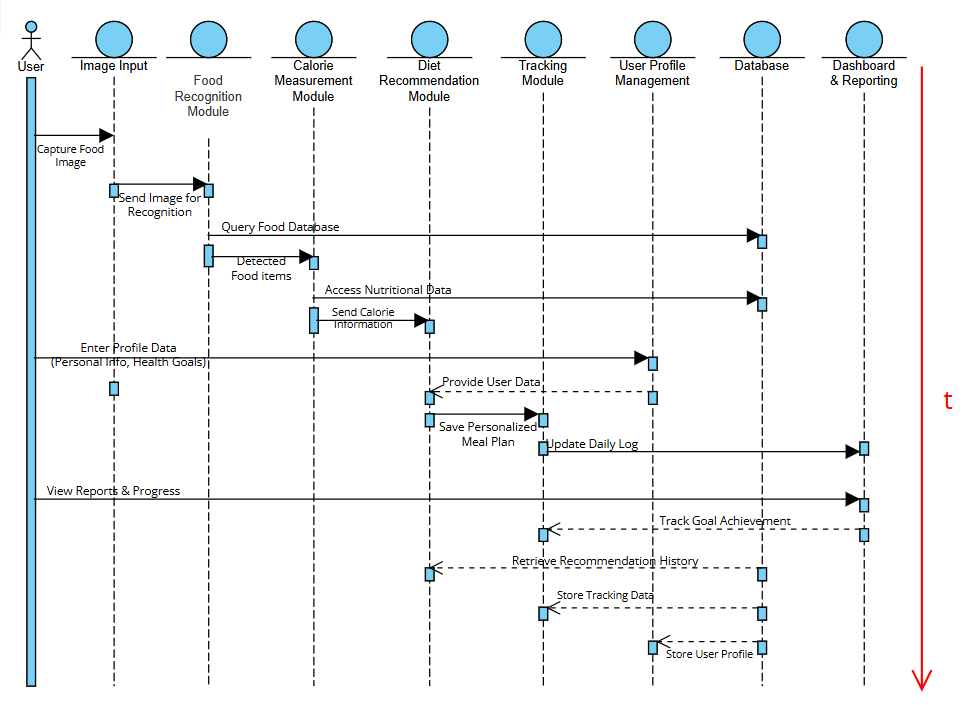 User
Image Input
Food
Recognition
Module
Calorie
Measurement
Module
Diet
Recommendation
Module
Tracking
Module
User Profile
Management
Database
Dashboard
& Reporting
Capture Food
Image
Send Image for
Recognition
Query Food Database
Detected
Food items
Access Nutritional Data
Send Calorie
Information
Enter Profile Data
(Personal Info, Health Goals)
Provide User Data
t
Save Personalized
Meal Plan
Update Daily Log
View Reports & Progress
Track Goal Achievement
Retrieve Recommendation History
Store Tracking Data
Store User Profile